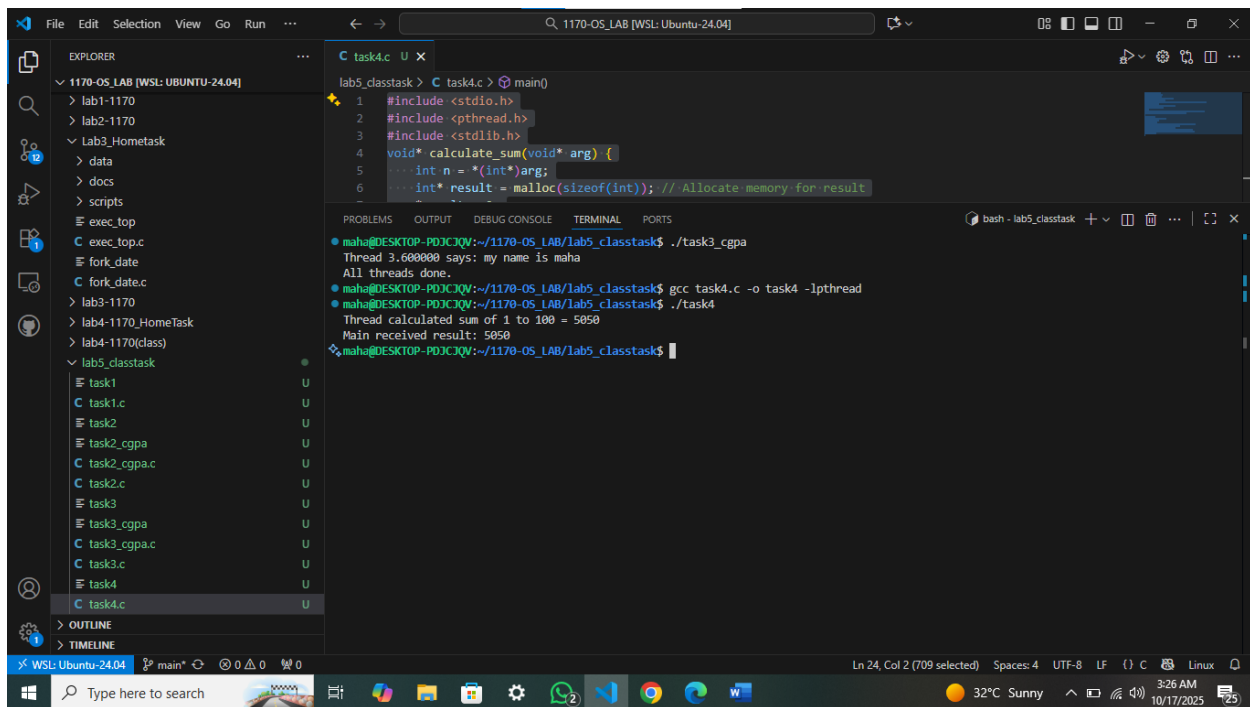 File Edit Selection View Go Run ···
1170-OS_LAB [WSL: Ubuntu-24.04]
EXPLORER
1170-OS_LAB [WSL: UBUNTU-24.04]
lab1-1170
lab2-1170
Lab3_Hometask
data
docs
scripts
exec_top
C exec_top.c
fork_date
C fork_date.c
lab3-1170
lab4-1170_HomeTask
lab4-1170(class)
lab5_classtask
task1 U
C task1.c U
task2 U
task2_cgpa U
C task2_cgpa.c U
C task2.c U
task3 U
task3_cgpa U
C task3_cgpa.c U
C task3.c U
task4 U
C task4.c U
OUTLINE
TIMELINE
12
1
1
C task4.c U
lab5_classtask > C task4.c > main()
1 #include <stdio.h>
2 #include <pthread.h>
3 #include <stdlib.h>
4 void* calculate_sum(void* arg) {
5 ····int n = *(int*)arg;
6 ····int* result = malloc(sizeof(int)); // Allocate memory for result
PROBLEMS OUTPUT DEBUG CONSOLE TERMINAL PORTS
bash - lab5_classtask
maha@DESKTOP-PDJCJQV:~/1170-OS_LAB/lab5_classtask$ ./task3_cgpa
Thread 3.600000 says: my name is maha
All threads done.
maha@DESKTOP-PDJCJQV:~/1170-OS_LAB/lab5_classtask$ gcc task4.c -o task4 -lpthread
maha@DESKTOP-PDJCJQV:~/1170-OS_LAB/lab5_classtask$ ./task4
Thread calculated sum of 1 to 100 = 5050
Main received result: 5050
maha@DESKTOP-PDJCJQV:~/1170-OS_LAB/lab5_classtask$
WSL: Ubuntu-24.04 main* 0 0 0 Ln 24, Col 2 (709 selected) Spaces: 4 UTF-8 LF {} C Linux
Type here to search
2
W
32°C Sunny
3:26 AM
10/17/2025
25